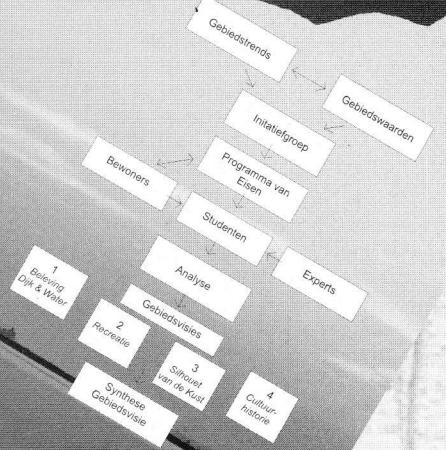 Gebiedstrends
Gebiedswaarden
Initatiefgroep
Programma van
Eisen
Bewoners
Studenten
Experts
Analyse
Gebiedsvisies
1
Beleving
Dijk & Water
2
Recreatie
3
Silhouet
van de Kust
4
Cultuur-
historie
Synthese
Gebiedsvisie